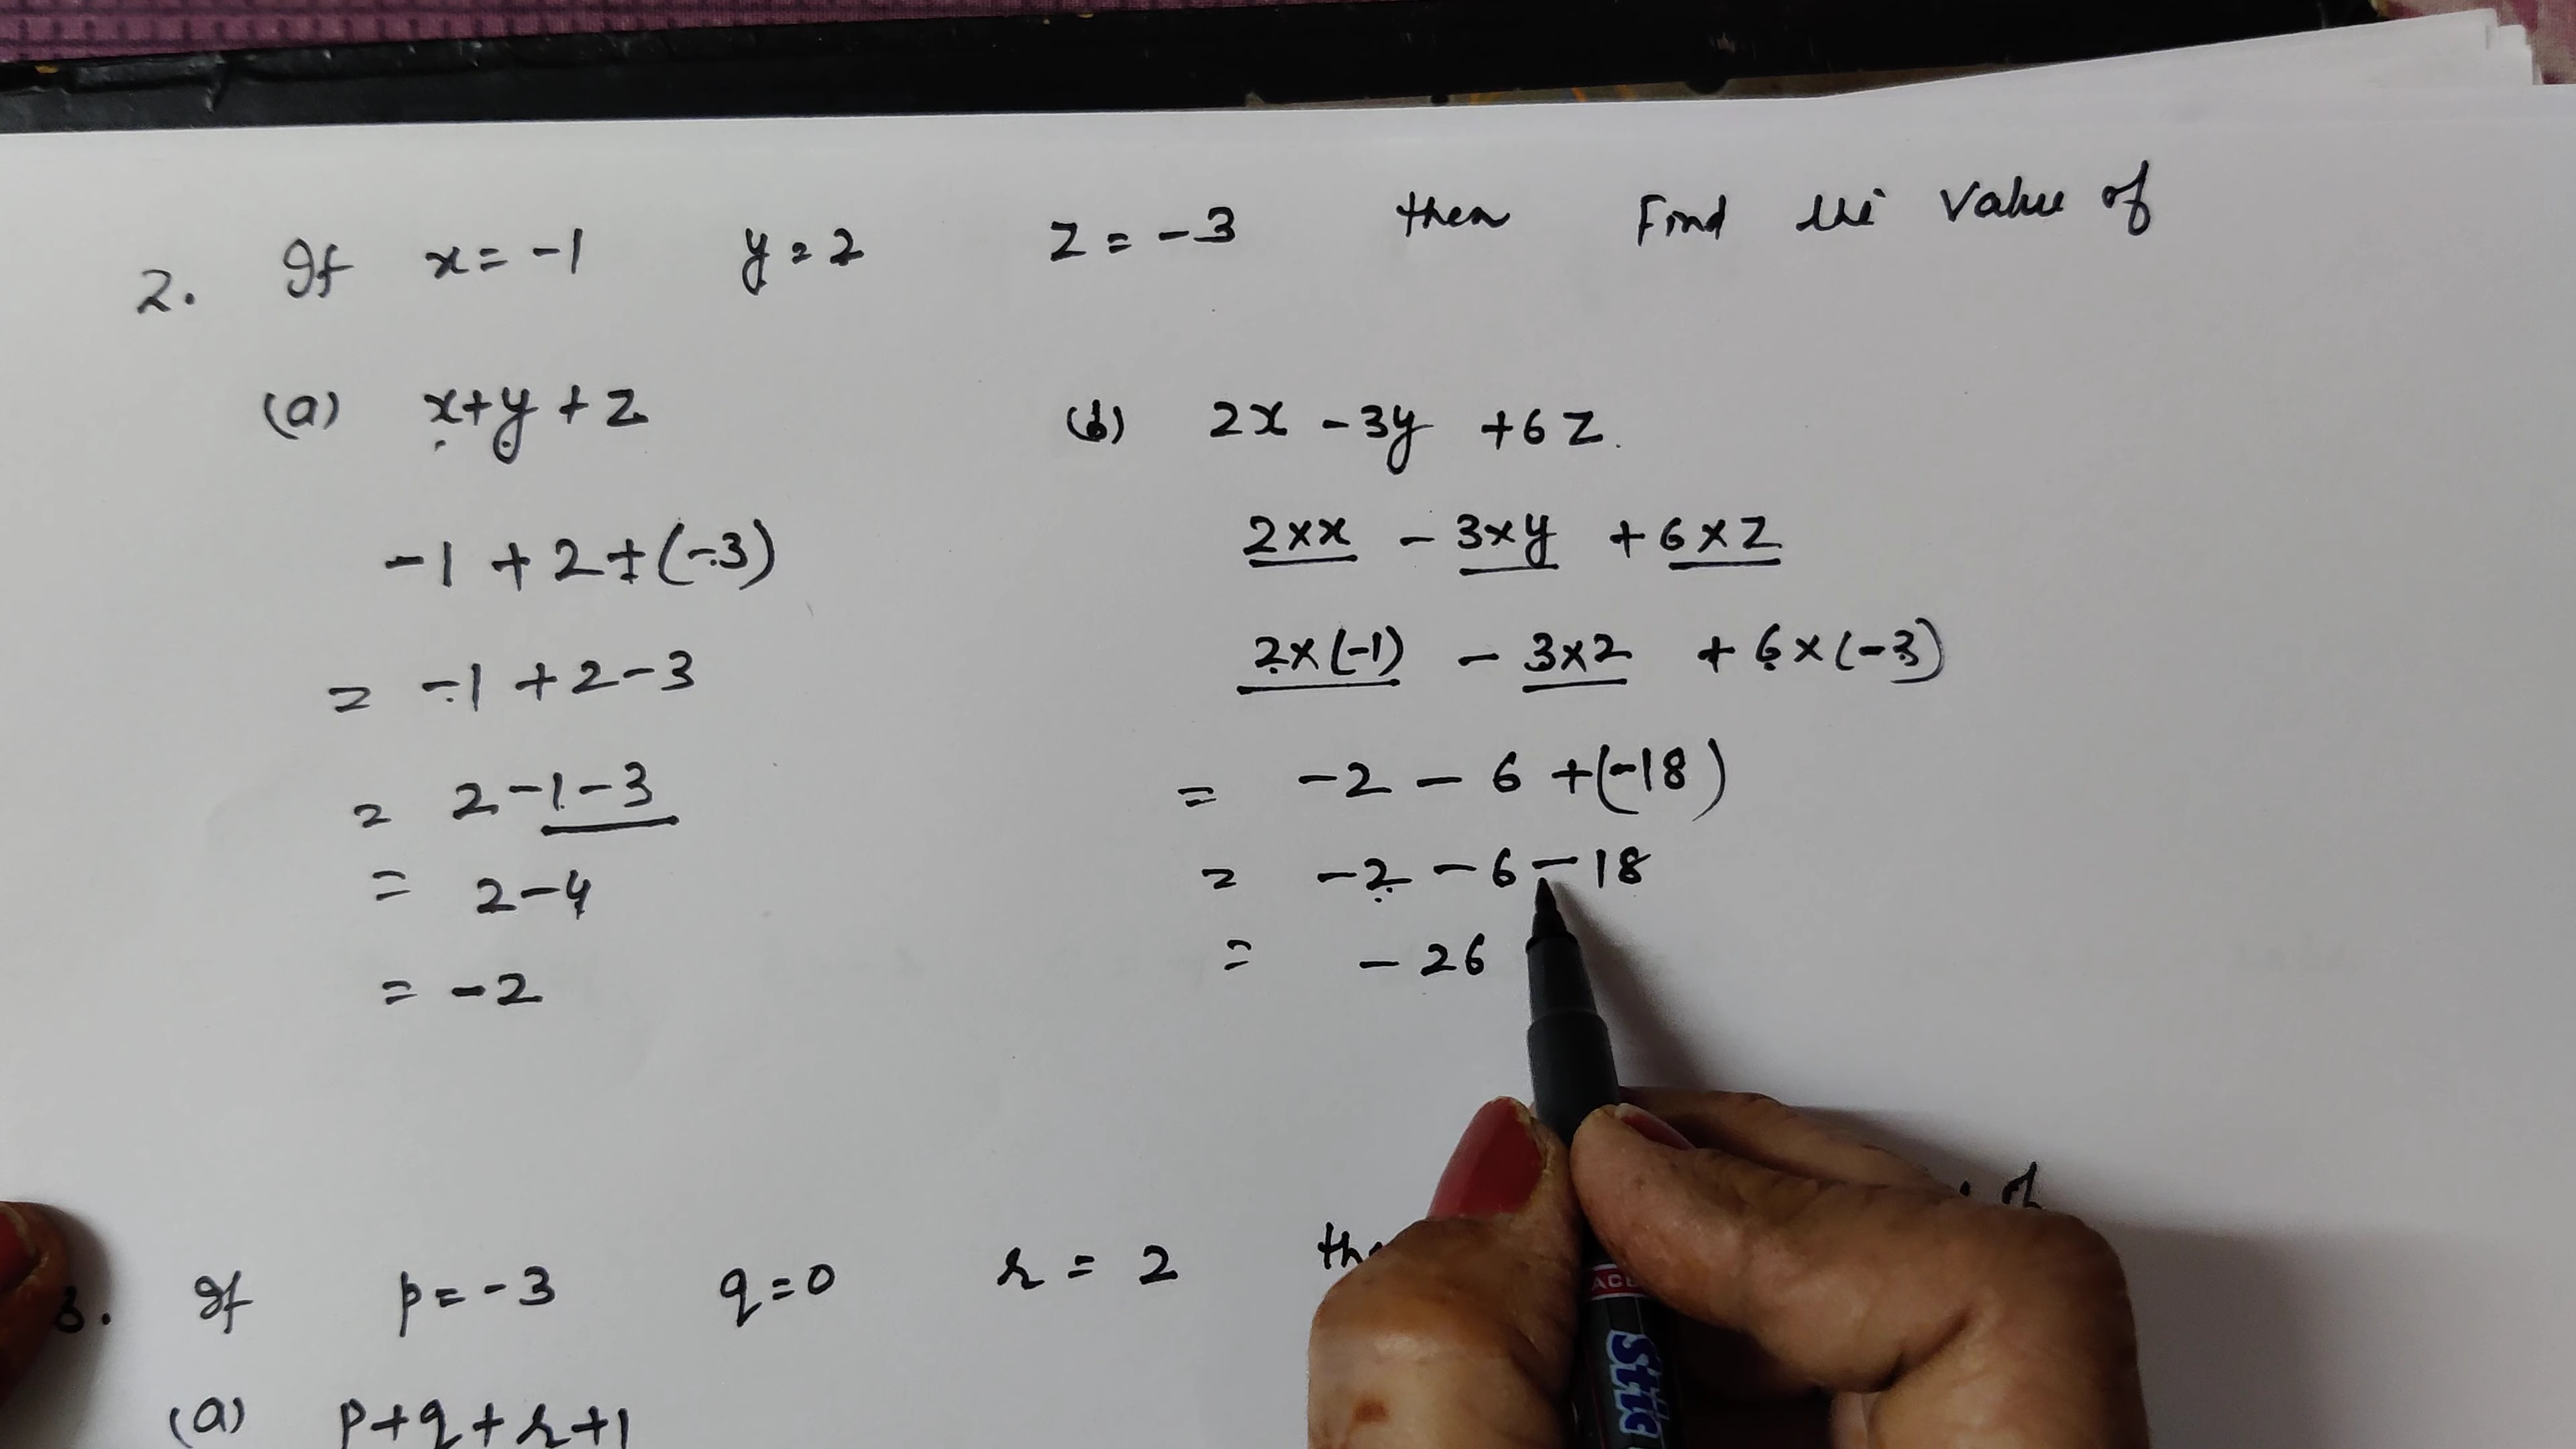 2. If x = -1 y = 2 z = -3 then Find the value of
(a) x+y+z
-1 + 2 + (-3)
= -1 + 2 - 3
= 2 - 1 - 3
= 2 - 4
= -2
(b) 2x - 3y + 6z.
2×x - 3×y + 6×z
2×(-1) - 3×2 + 6×(-3)
= -2 - 6 + (-18)
= -2 - 6 - 18
= -26
3. If p = -3 q = 0 r = 2 of
(a) p+q+r+1